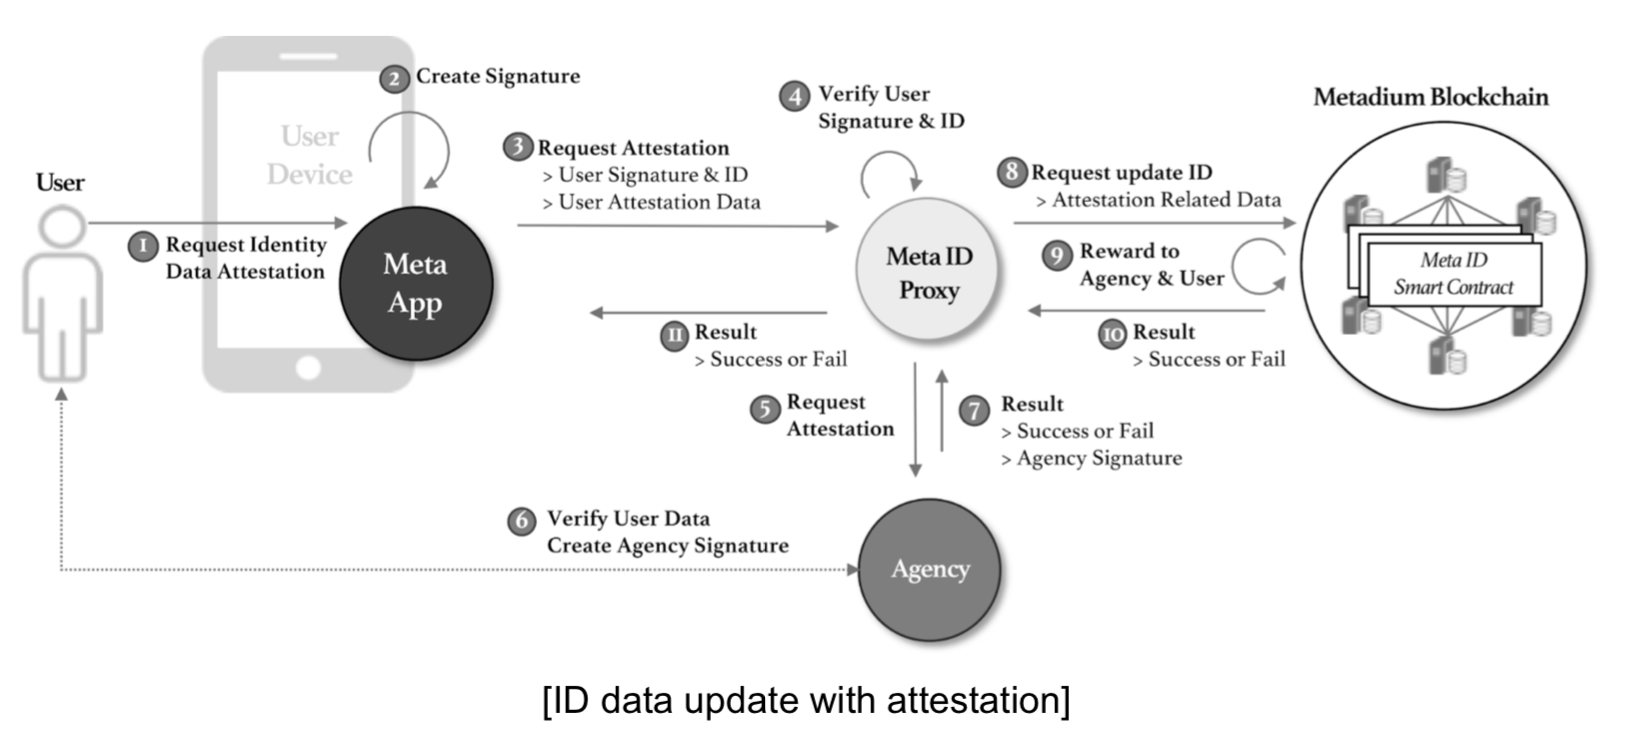 User
Device
User
1 Request Identity
Data Attestation
2 Create Signature
Meta
App
3 Request Attestation
> User Signature & ID
> User Attestation Data
4 Verify User
Signature & ID
Meta ID
Proxy
5 Request
Attestation
6 Verify User Data
Create Agency Signature
Agency
7 Result
> Success or Fail
> Agency Signature
8 Request update ID
> Attestation Related Data
9 Reward to
Agency & User
Metadium Blockchain
Meta ID
Smart Contract
10 Result
> Success or Fail
11 Result
> Success or Fail
[ID data update with attestation]